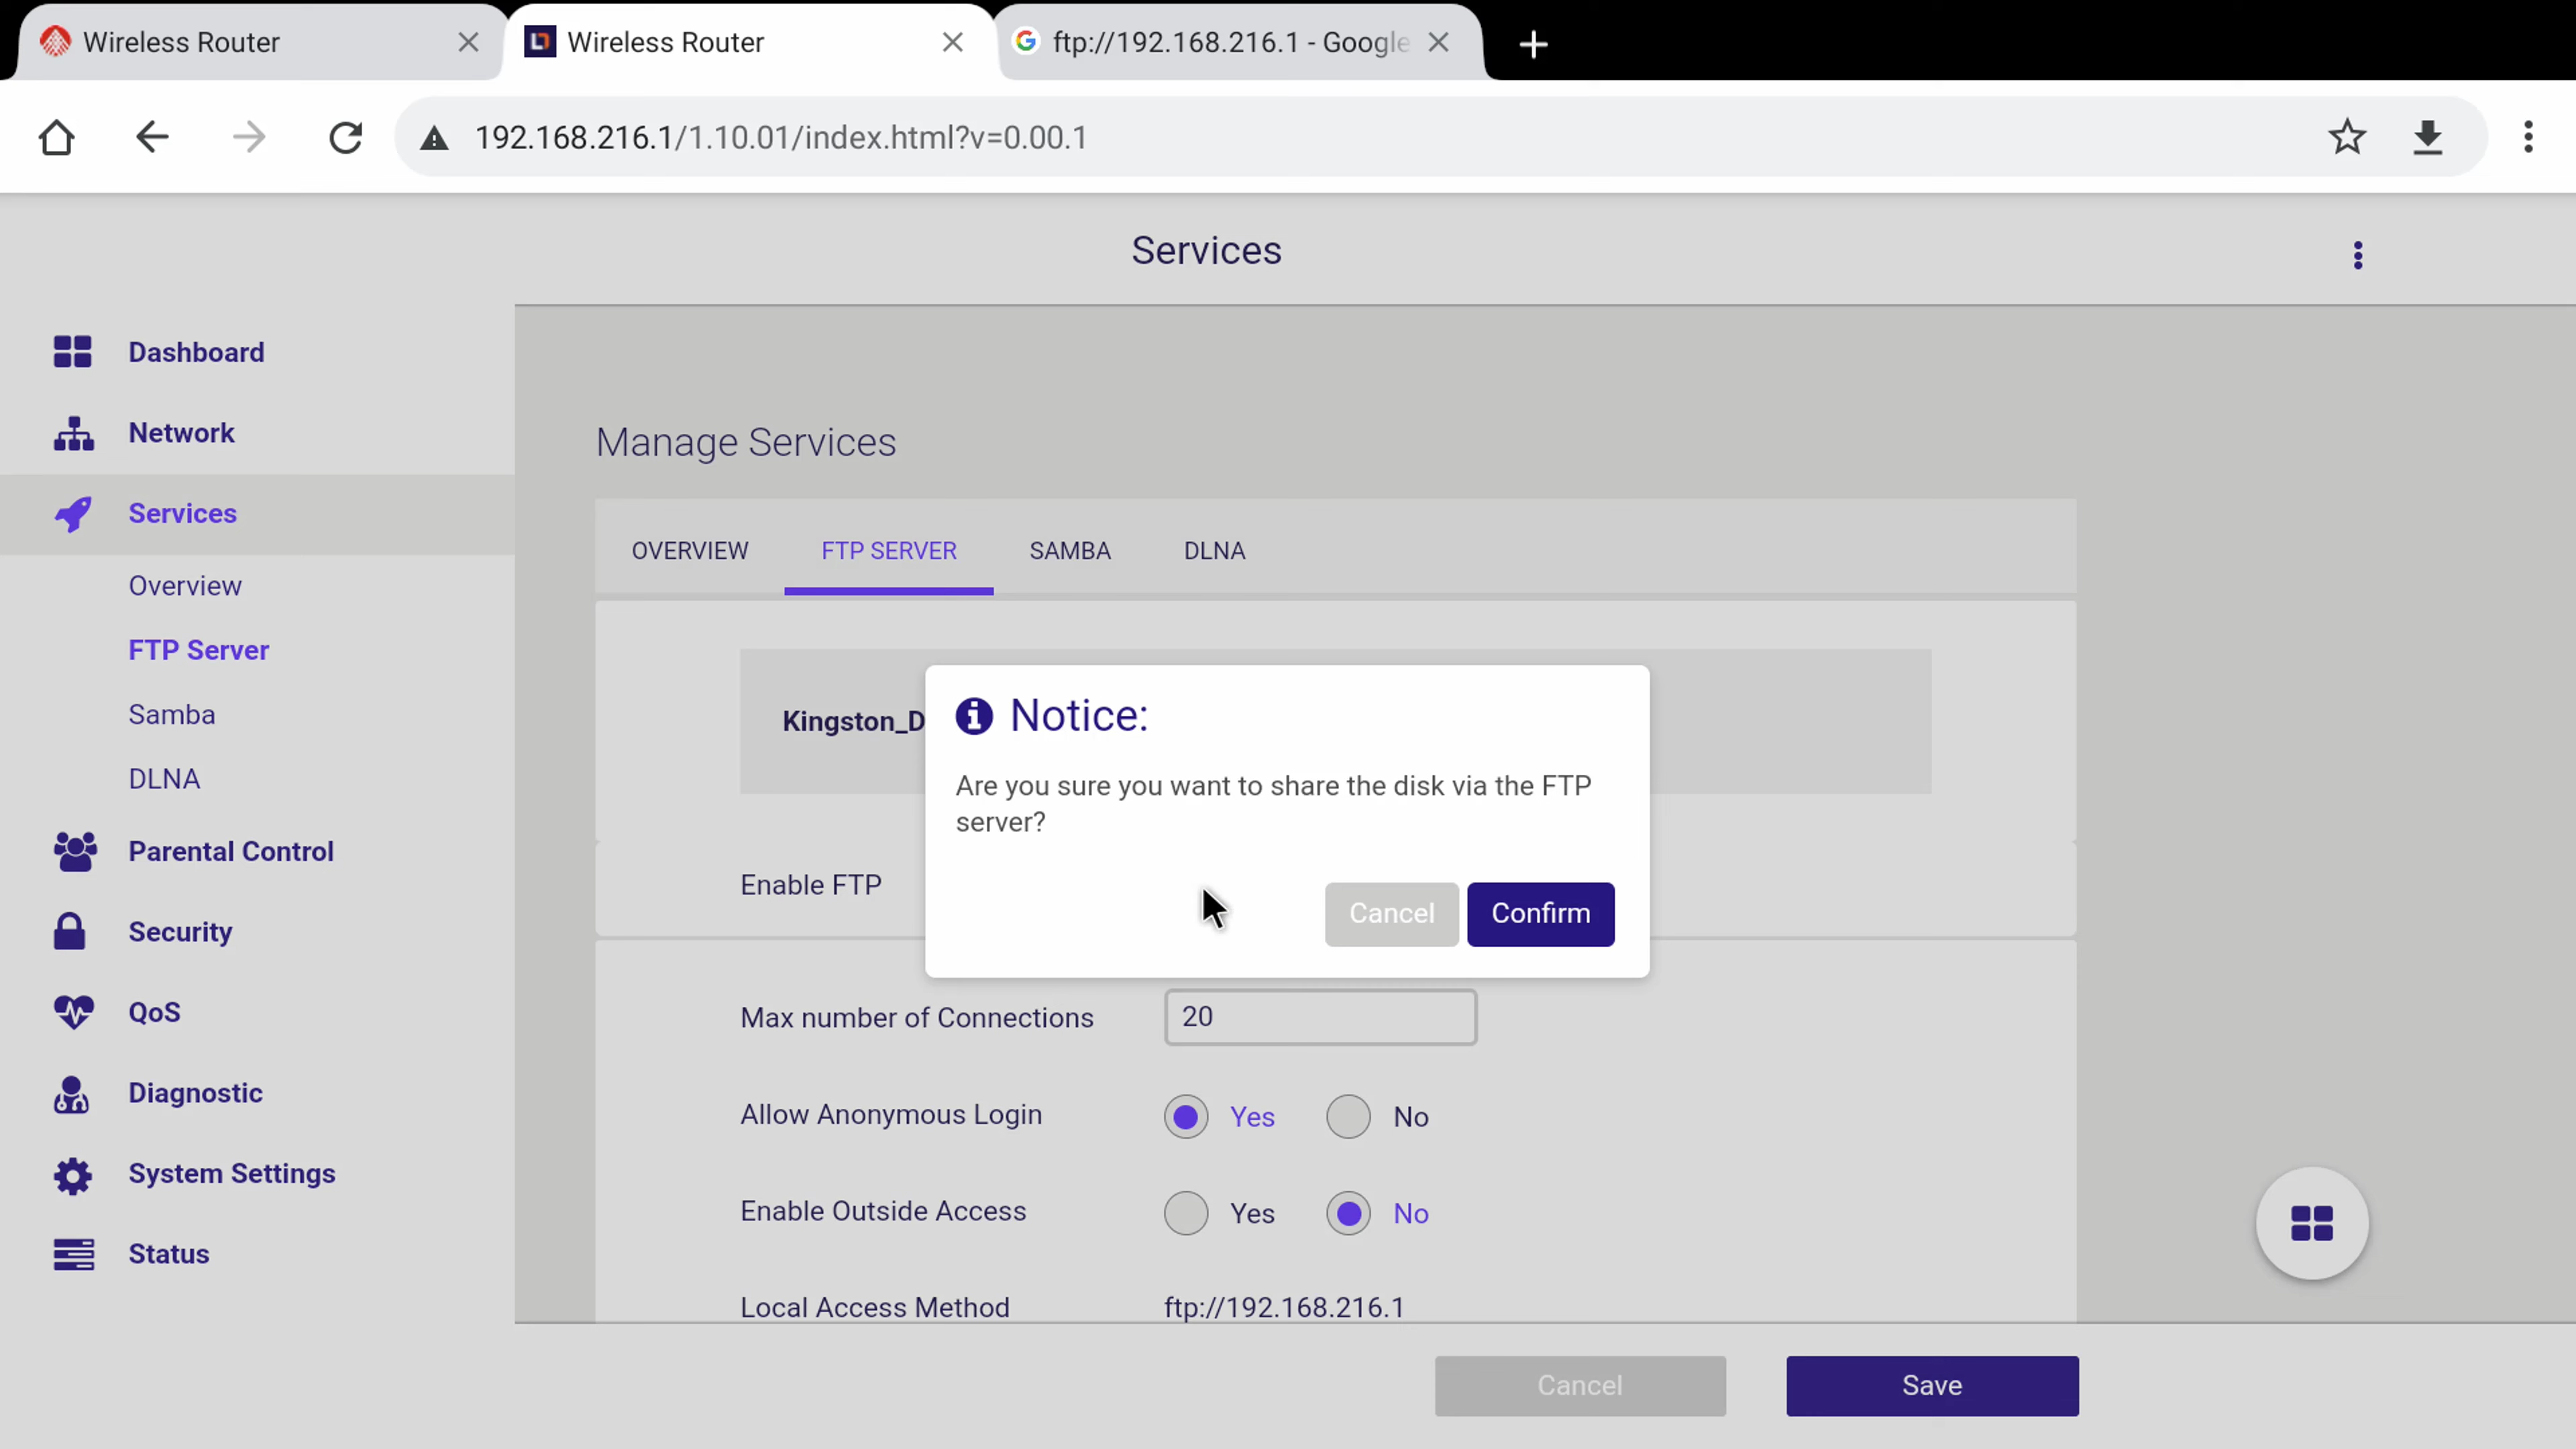 Wireless Router
Wireless Router
ftp://192.168.216.1 - Google
192.168.216.1/1.10.01/index.html?v=0.00.1
Services
Dashboard
Network
Services
Overview
FTP Server
Samba
DLNA
Parental Control
Security
QoS
Diagnostic
System Settings
Status
Manage Services
OVERVIEW FTP SERVER SAMBA DLNA
Kingston_D
Notice:
Are you sure you want to share the disk via the FTP
server?
Cancel Confirm
Enable FTP
Max number of Connections 20
Allow Anonymous Login Yes No
Enable Outside Access Yes No
Local Access Method ftp://192.168.216.1
Cancel Save